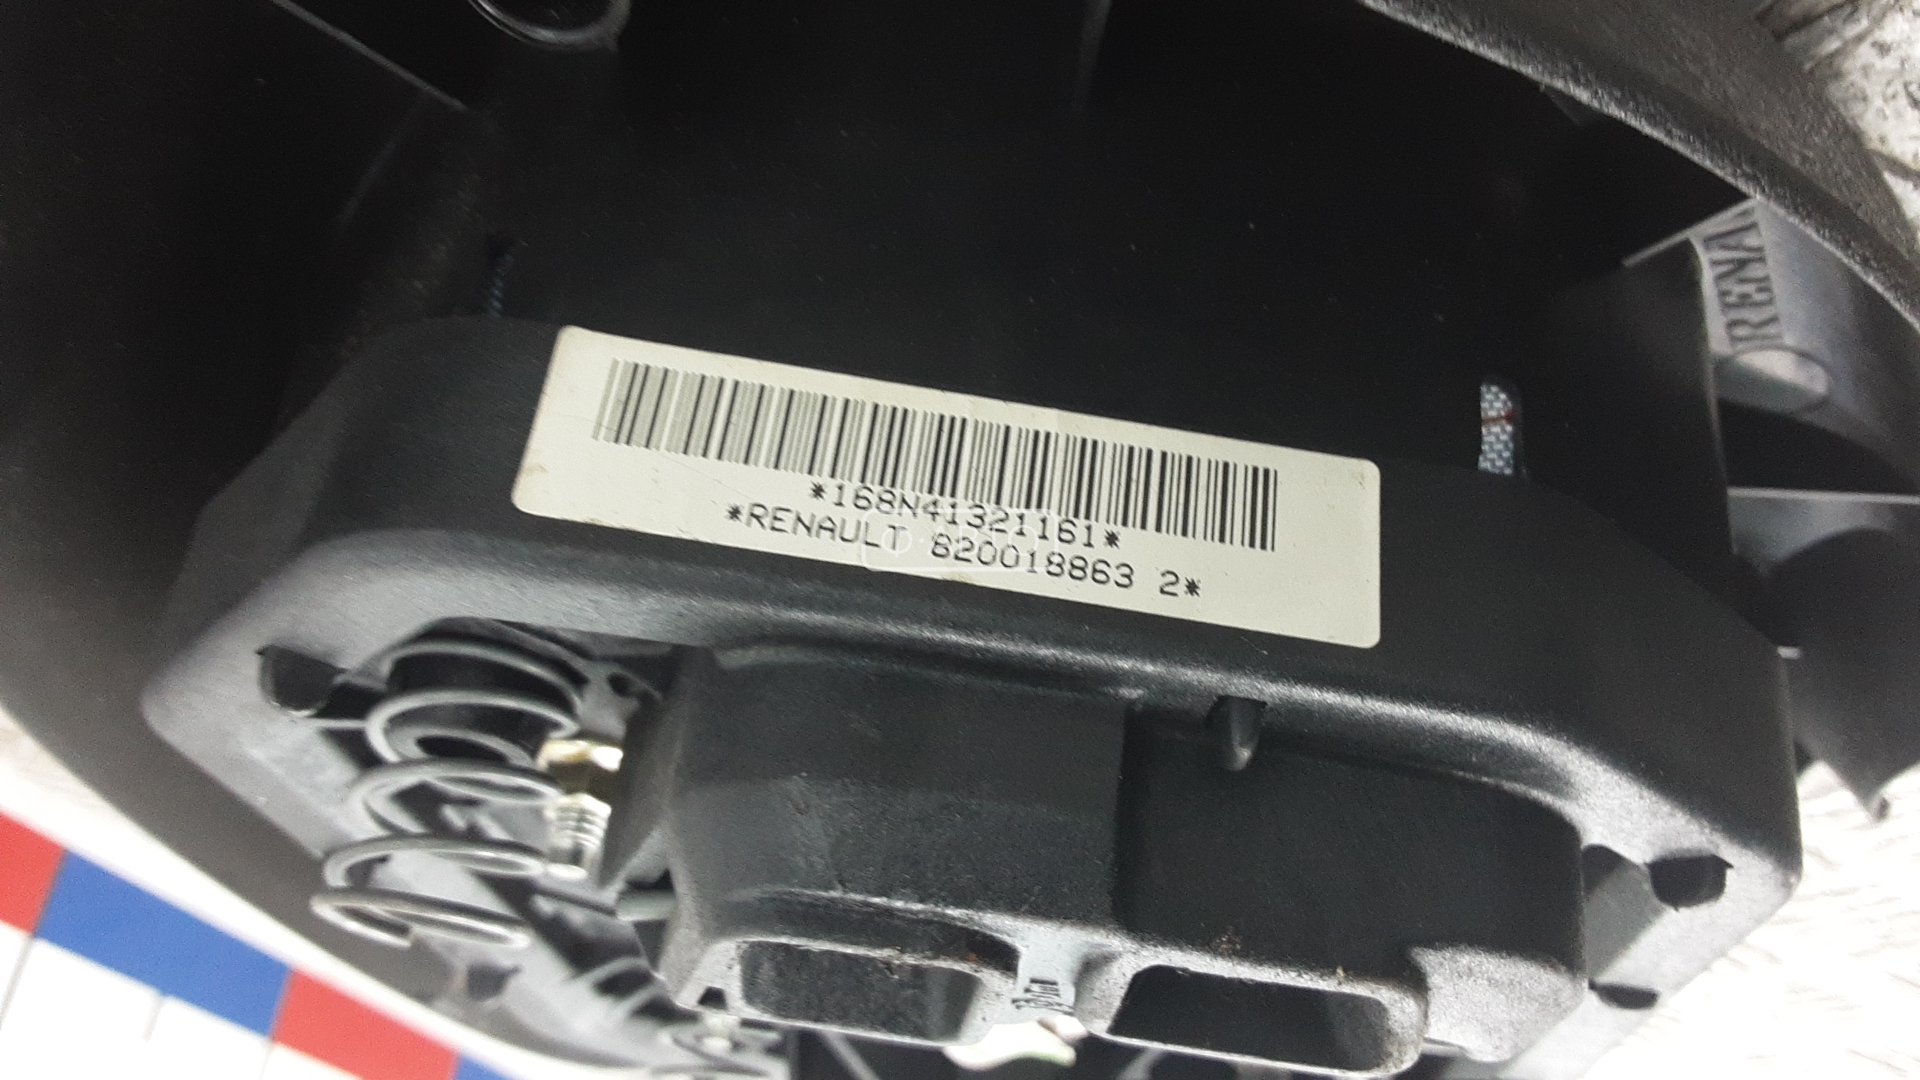 *168N41321161*
*RENAULT 820018863 2*
RENA